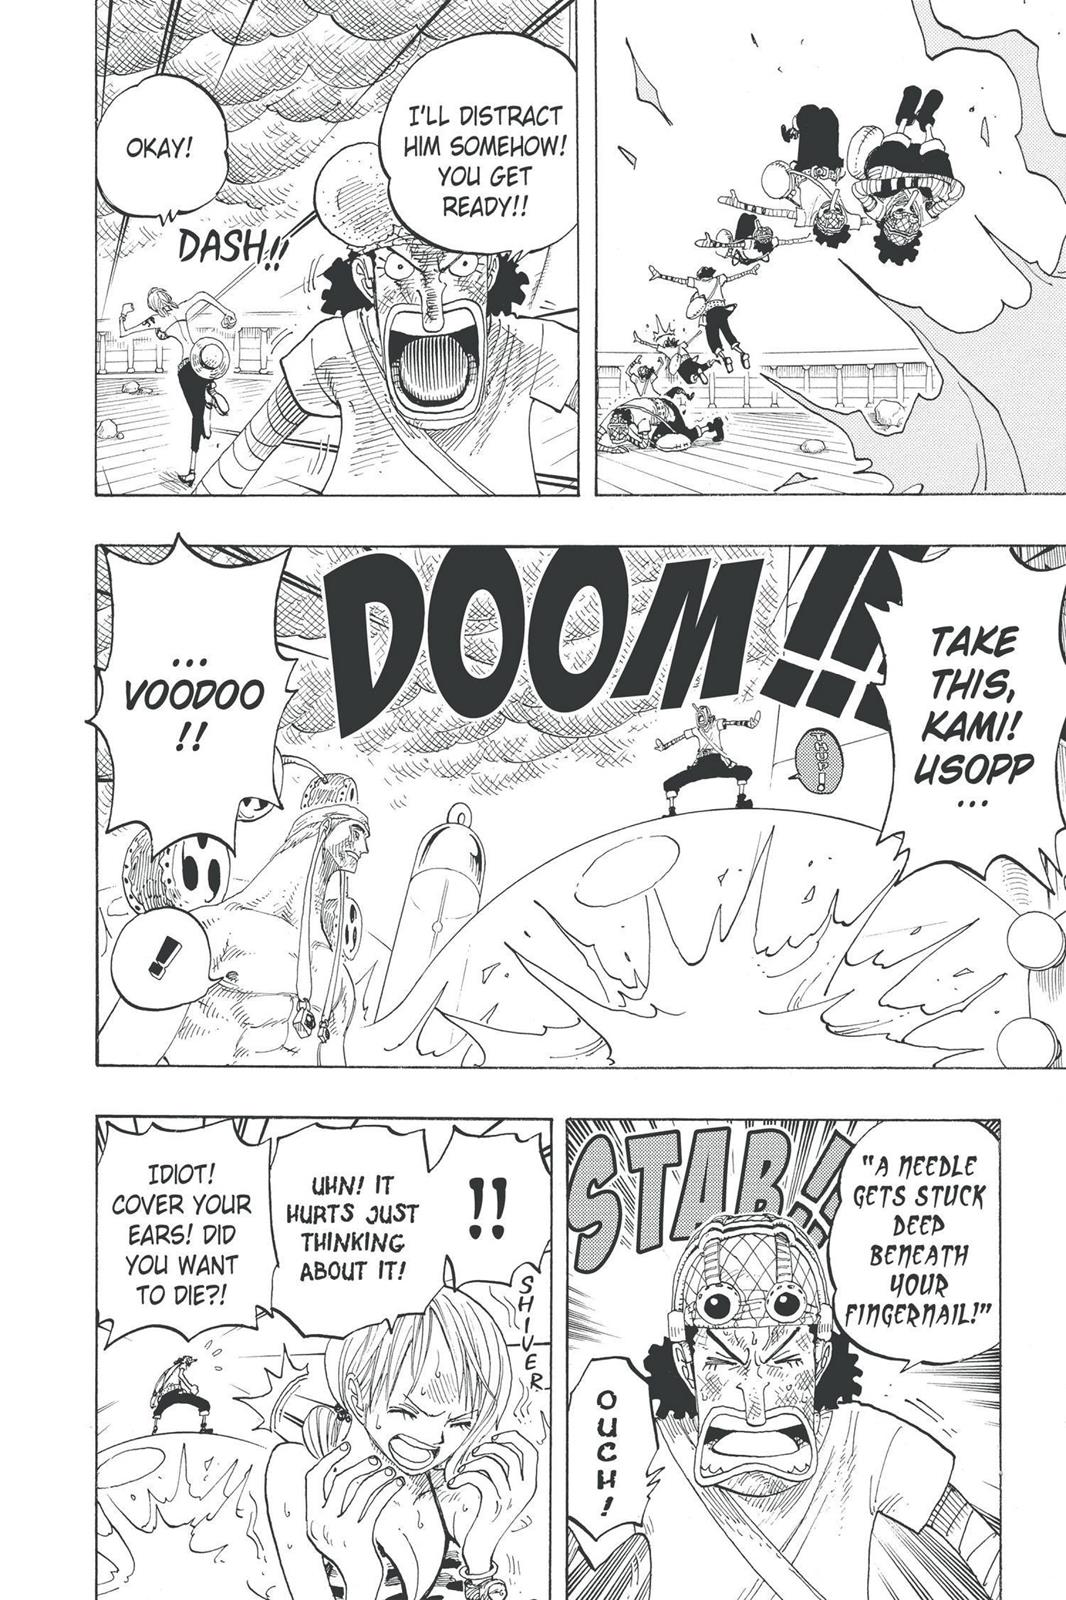 I'LL DISTRACT
HIM SOMEHOW!
YOU GET
READY!!
OKAY!
DASH!!
TAKE
THIS,
KAMI!
USOPP
...
THUP!
DOOM!!!
...
VOODOO
!!
!!
"A NEEDLE
GETS STUCK
DEEP
BENEATH
YOUR
FINGERNAIL!"
STAB!!
OUCH!
!!
SHIVER
UHN! IT
HURTS JUST
THINKING
ABOUT IT!
IDIOT!
COVER YOUR
EARS! DID
YOU WANT
TO DIE?!